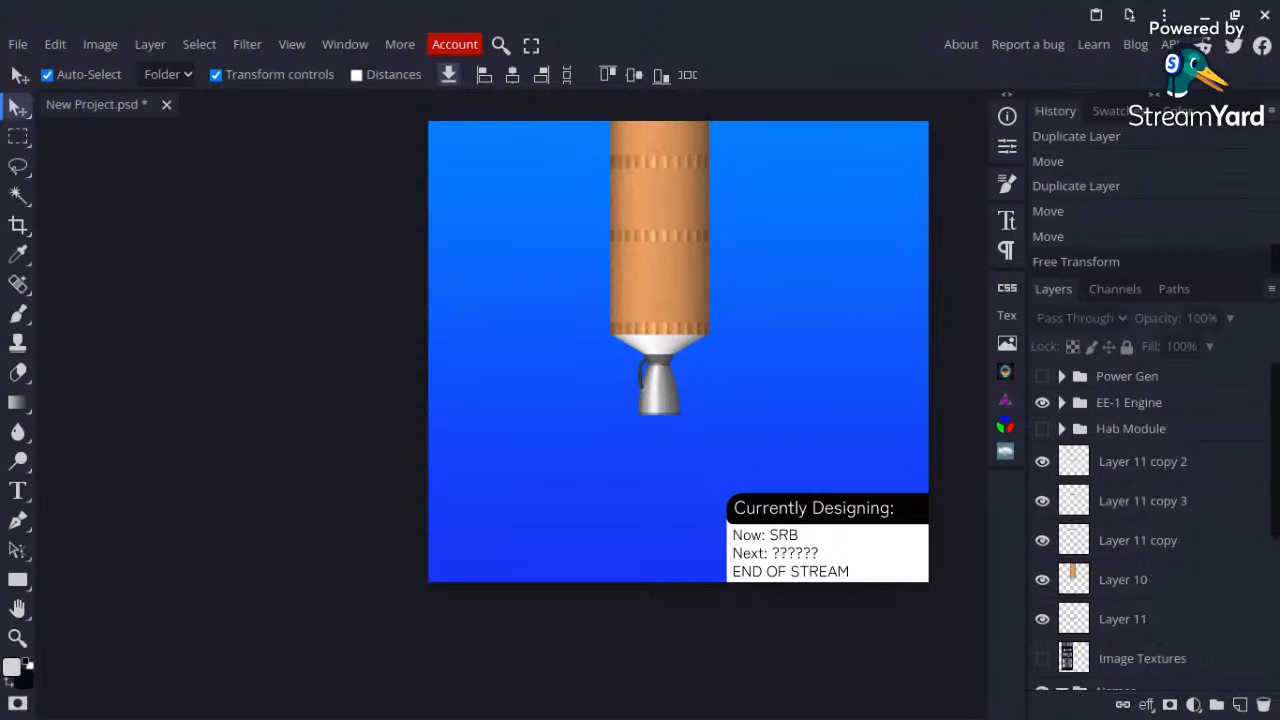 Powered by
StreamYard
File Edit Image Layer Select Filter View Window More Account
About Report a bug Learn Blog
Auto-Select Folder Transform controls Distances
New Project.psd *
History
Duplicate Layer
Move
Duplicate Layer
Move
Move
Free Transform
Layers Channels Paths
Pass Through Opacity: 100%
Lock: Fill: 100%
Power Gen
EE-1 Engine
Hab Module
Layer 11 copy 2
Layer 11 copy 3
Layer 11 copy
Layer 10
Layer 11
Image Textures
CSS
Tex
eff
Currently Designing:
Now: SRB
Next: ??????
END OF STREAM